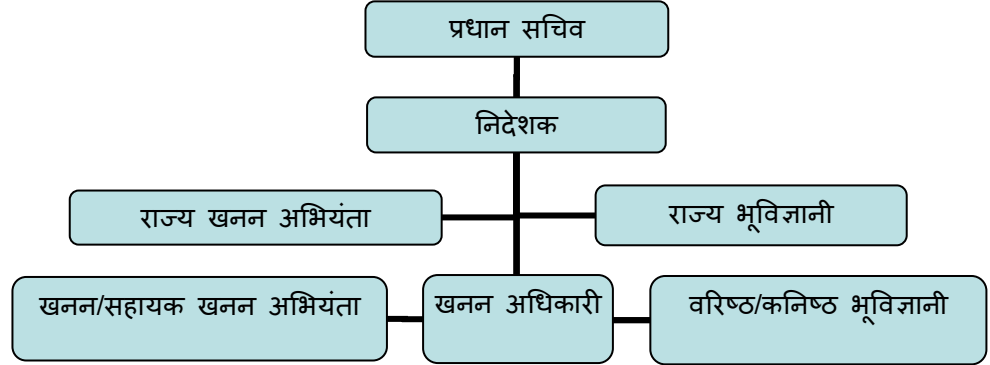 प्रधान सचिव
निदेशक
राज्य खनन अभियंता
राज्य भूविज्ञानी
खनन/सहायक खनन अभियंता
खनन अधिकारी
वरिष्ठ/कनिष्ठ भूविज्ञानी